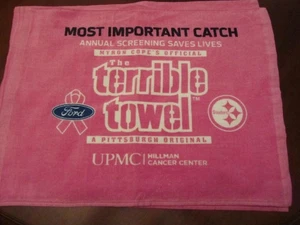 MOST IMPORTANT CATCH
ANNUAL SCREENING SAVES LIVES
MYRON COPE'S OFFICIAL
The
terrible
towel™
Ford
Steelers
A PITTSBURGH ORIGINAL
UPMC | HILLMAN
CANCER CENTER